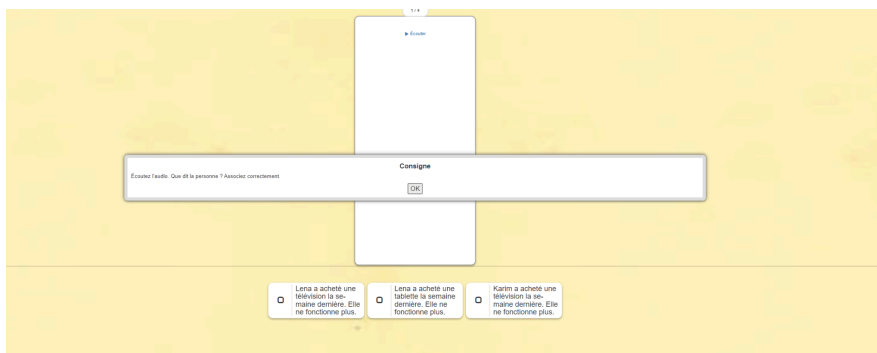 1 / 4
▶ Écouter
Consigne
Écoutez l'audio. Que dit la personne ? Associez correctement
OK
Lena a acheté une
télévision la se-
maine dernière. Elle
ne fonctionne plus.
Lena a acheté une
tablette la semaine
dernière. Elle ne
fonctionne plus.
Karim a acheté une
télévision la se-
maine dernière. Elle
ne fonctionne plus.